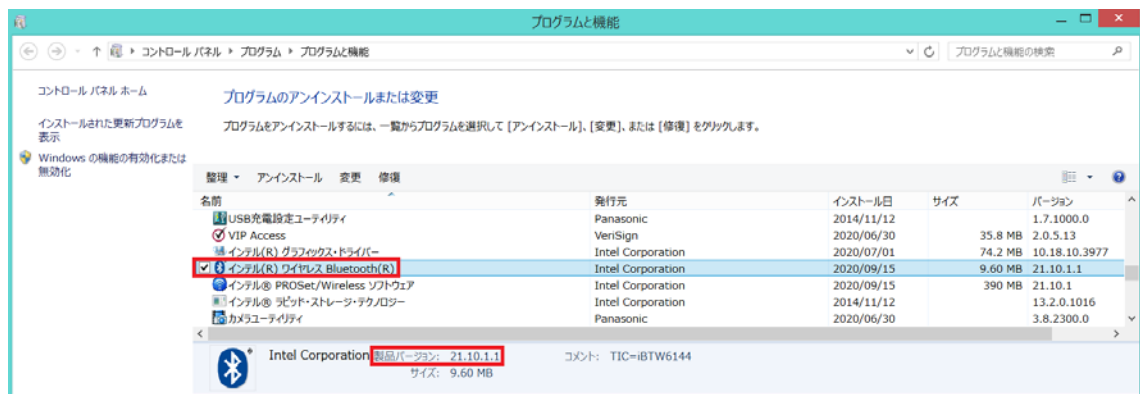 プログラムと機能
コントロール パネル プログラム プログラムと機能
プログラムと機能の検索
コントロール パネル ホーム
インストールされた更新プログラムを
表示
Windows の機能の有効化または
無効化
プログラムのアンインストールまたは変更
プログラムをアンインストールするには、一覧からプログラムを選択して [アンインストール]、[変更]、または [修復] をクリックします。
整理 アンインストール 変更 修復
名前 発行元 インストール日 サイズ バージョン
USB充電設定ユーティリティ Panasonic 2014/11/12 1.7.1000.0
VIP Access VeriSign 2020/06/30 35.8 MB 2.0.5.13
インテル(R) グラフィックス・ドライバー Intel Corporation 2020/07/01 74.2 MB 10.18.10.3977
インテル(R) ワイヤレス Bluetooth(R) Intel Corporation 2020/09/15 9.60 MB 21.10.1.1
インテル® PROSet/Wireless ソフトウェア Intel Corporation 2020/09/15 390 MB 21.10.1
インテル® ラピッド・ストレージ・テクノロジー Intel Corporation 2014/11/12 13.2.0.1016
カメラユーティリティ Panasonic 2020/06/30 3.8.2300.0
Intel Corporation 製品バージョン: 21.10.1.1 コメント: TIC=iBTW6144
サイズ: 9.60 MB